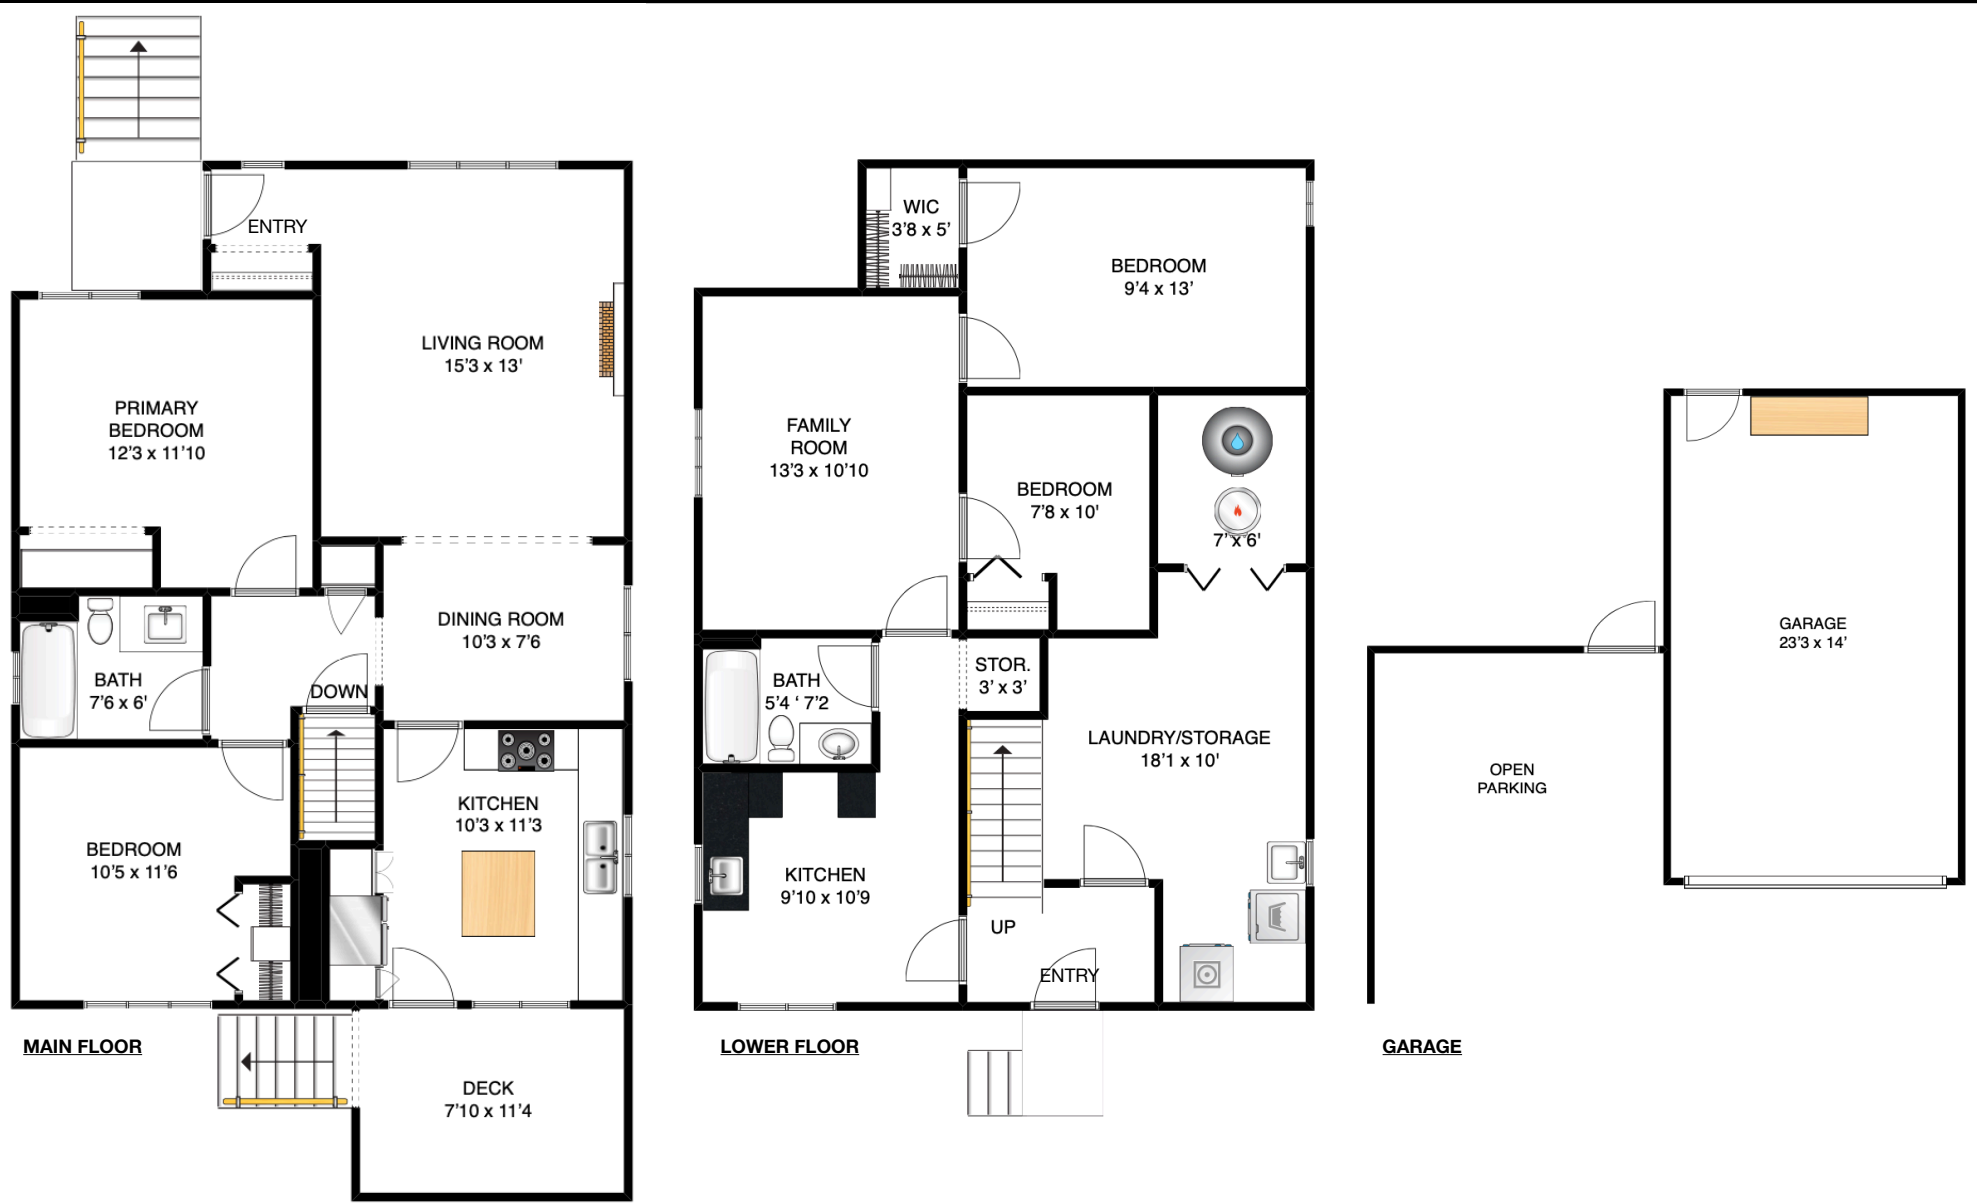 ENTRY
LIVING ROOM
15'3 x 13'
PRIMARY
BEDROOM
12'3 x 11'10
DINING ROOM
10'3 x 7'6
BATH
7'6 x 6'
DOWN
KITCHEN
10'3 x 11'3
BEDROOM
10'5 x 11'6
MAIN FLOOR
DECK
7'10 x 11'4
WIC
3'8 x 5'
BEDROOM
9'4 x 13'
FAMILY
ROOM
13'3 x 10'10
BEDROOM
7'8 x 10'
7' x 6'
STOR.
3' x 3'
BATH
5'4 ‘ 7'2
LAUNDRY/STORAGE
18'1 x 10'
KITCHEN
9'10 x 10'9
UP
ENTRY
LOWER FLOOR
GARAGE
23'3 x 14'
OPEN
PARKING
GARAGE